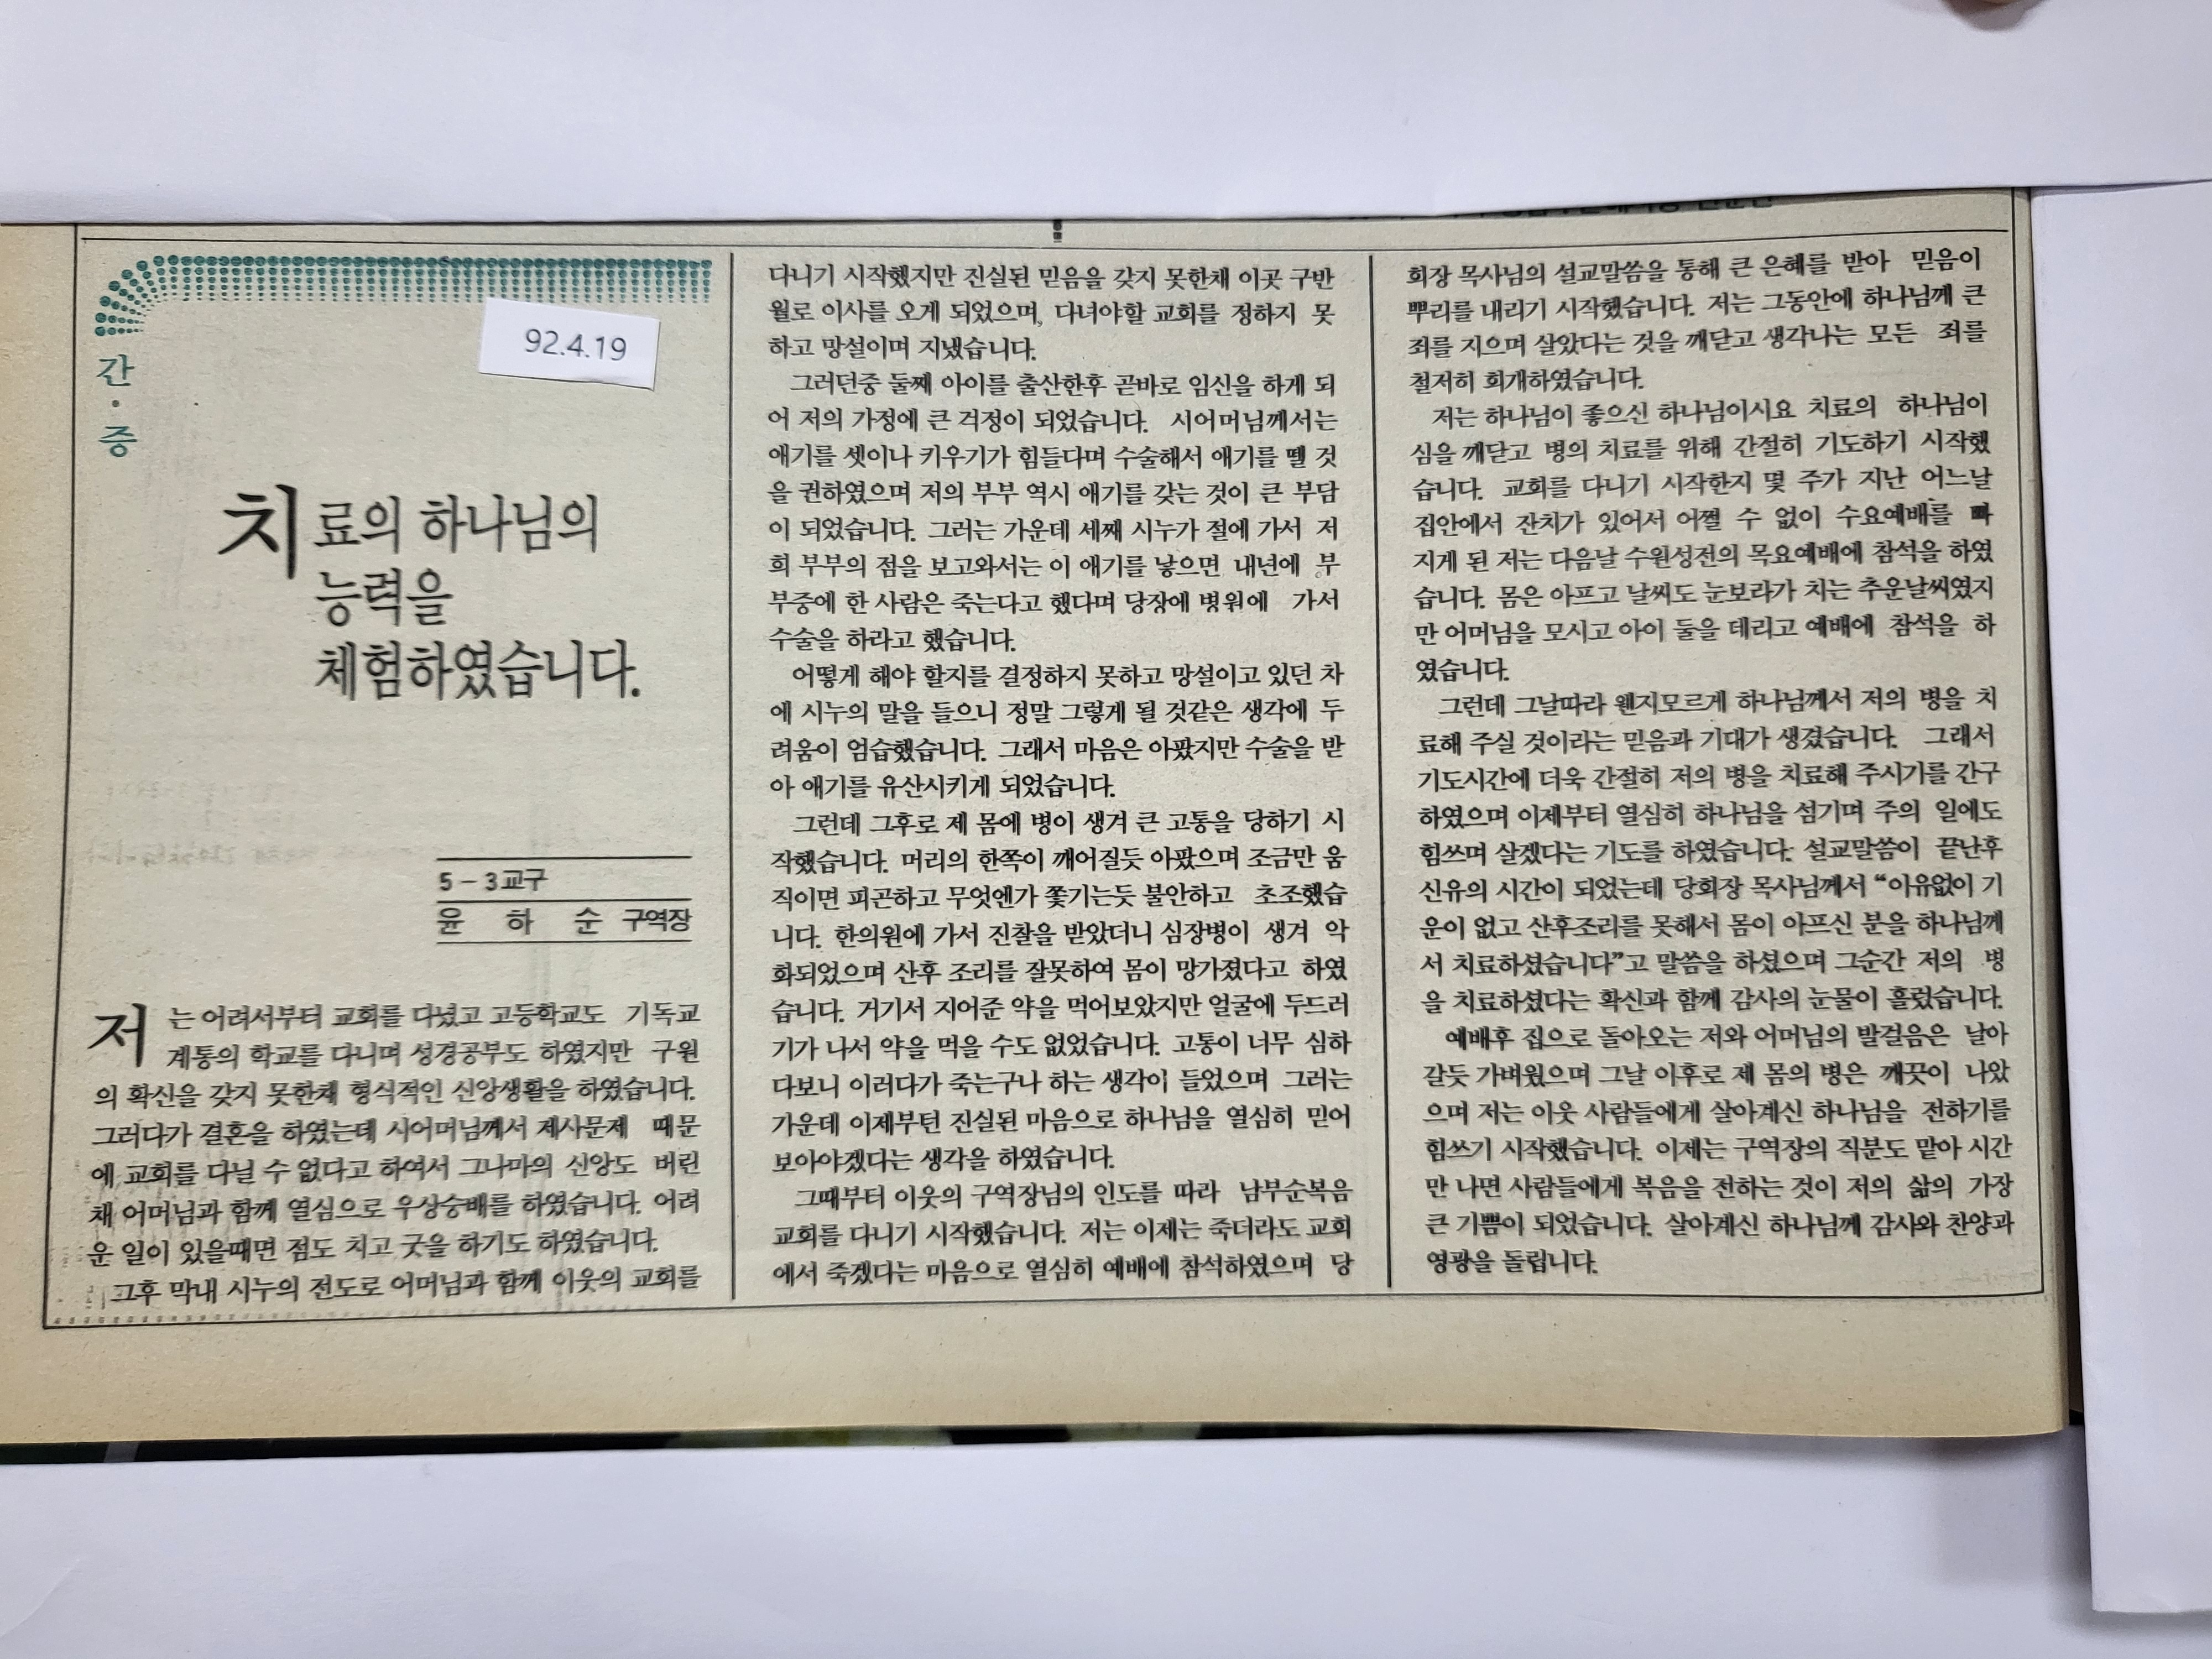 92.4.19
간·증
치료의 하나님의
능력을
체험하였습니다.
5-3교구
윤 하 순 구역장
저는 어려서부터 교회를 다녔고 고등학교도 기독교
계통의 학교를 다니며 성경공부도 하였지만 구원
의 확신을 갖지 못한채 형식적인 신앙생활을 하였습니다.
그러다가 결혼을 하였는데 시어머님께서 제사문제 때문
에 교회를 다닐 수 없다고 하여서 그나마의 신앙도 버린
채 어머님과 함께 열심으로 우상숭배를 하였습니다. 어려
운 일이 있을때면 점도 치고 굿을 하기도 하였습니다.
그후 막내 시누의 전도로 어머님과 함께 이웃의 교회를
다니기 시작했지만 진실된 믿음을 갖지 못한채 이곳 구반
월로 이사를 오게 되었으며, 다녀야할 교회를 정하지 못
하고 망설이며 지냈습니다.
그러던중 둘째 아이를 출산한후 곧바로 임신을 하게 되
어 저의 가정에 큰 걱정이 되었습니다. 시어머님께서는
애기를 셋이나 키우기가 힘들다며 수술해서 애기를 뗄 것
을 권하였으며 저의 부부 역시 애기를 갖는 것이 큰 부담
이 되었습니다. 그러는 가운데 세째 시누가 절에 가서 저
희 부부의 점을 보고와서는 이 애기를 낳으면 내년에 부
부중에 한 사람은 죽는다고 했다며 당장에 병원에 가서
수술을 하라고 했습니다.
어떻게 해야 할지를 결정하지 못하고 망설이고 있던 차
에 시누의 말을 들으니 정말 그렇게 될 것같은 생각에 두
려움이 엄습했습니다. 그래서 마음은 아팠지만 수술을 받
아 애기를 유산시키게 되었습니다.
그런데 그후로 제 몸에 병이 생겨 큰 고통을 당하기 시
작했습니다. 머리의 한쪽이 깨어질듯 아팠으며 조금만 움
직이면 피곤하고 무엇엔가 쫓기는듯 불안하고 초조했습
니다. 한의원에 가서 진찰을 받았더니 심장병이 생겨 악
화되었으며 산후 조리를 잘못하여 몸이 망가졌다고 하였
습니다. 거기서 지어준 약을 먹어보았지만 얼굴에 두드러
기가 나서 약을 먹을 수도 없었습니다. 고통이 너무 심하
다보니 이러다가 죽는구나 하는 생각이 들었으며 그러는
가운데 이제부턴 진실된 마음으로 하나님을 열심히 믿어
보아야겠다는 생각을 하였습니다.
그때부터 이웃의 구역장님의 인도를 따라 남부순복음
교회를 다니기 시작했습니다. 저는 이제는 죽더라도 교회
에서 죽겠다는 마음으로 열심히 예배에 참석하였으며 당
회장 목사님의 설교말씀을 통해 큰 은혜를 받아 믿음이
뿌리를 내리기 시작했습니다. 저는 그동안에 하나님께 큰
죄를 지으며 살았다는 것을 깨닫고 생각나는 모든 죄를
철저히 회개하였습니다.
저는 하나님이 좋으신 하나님이시요 치료의 하나님이
심을 깨닫고 병의 치료를 위해 간절히 기도하기 시작했
습니다. 교회를 다니기 시작한지 몇 주가 지난 어느날
집안에서 잔치가 있어서 어쩔 수 없이 수요예배를 빠
지게 된 저는 다음날 수원성전의 목요예배에 참석을 하였
습니다. 몸은 아프고 날씨도 눈보라가 치는 추운날씨였지
만 어머님을 모시고 아이 둘을 데리고 예배에 참석을 하
였습니다.
그런데 그날따라 웬지모르게 하나님께서 저의 병을 치
료해 주실 것이라는 믿음과 기대가 생겼습니다. 그래서
기도시간에 더욱 간절히 저의 병을 치료해 주시기를 간구
하였으며 이제부터 열심히 하나님을 섬기며 주의 일에도
힘쓰며 살겠다는 기도를 하였습니다. 설교말씀이 끝난후
신유의 시간이 되었는데 당회장 목사님께서 “이유없이 기
운이 없고 산후조리를 못해서 몸이 아프신 분을 하나님께
서 치료하셨습니다”고 말씀을 하셨으며 그순간 저의 병
을 치료하셨다는 확신과 함께 감사의 눈물이 흘렀습니다.
예배후 집으로 돌아오는 저와 어머님의 발걸음은 날아
갈듯 가벼웠으며 그날 이후로 제 몸의 병은 깨끗이 나았
으며 저는 이웃 사람들에게 살아계신 하나님을 전하기를
힘쓰기 시작했습니다. 이제는 구역장의 직분도 맡아 시간
만 나면 사람들에게 복음을 전하는 것이 저의 삶의 가장
큰 기쁨이 되었습니다. 살아계신 하나님께 감사와 찬양과
영광을 돌립니다.